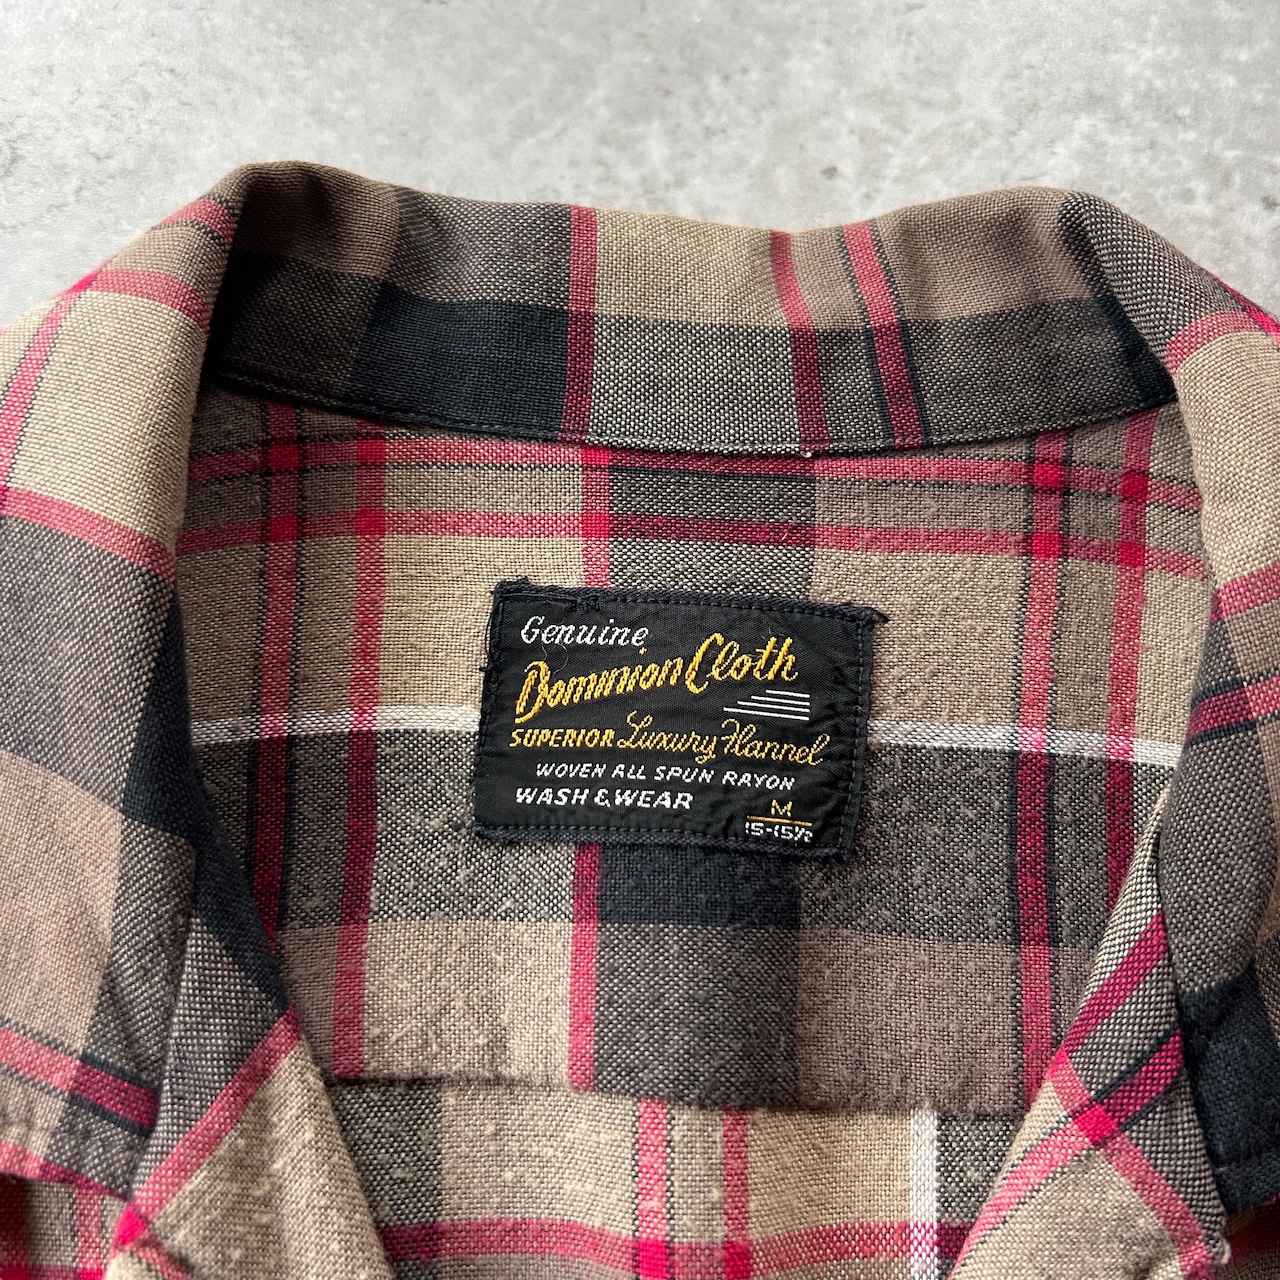 Genuine
Dominion Cloth
SUPERIOR Luxury Flannel
WOVEN ALL SPUN RAYON
WASH & WEAR
M
15-15½